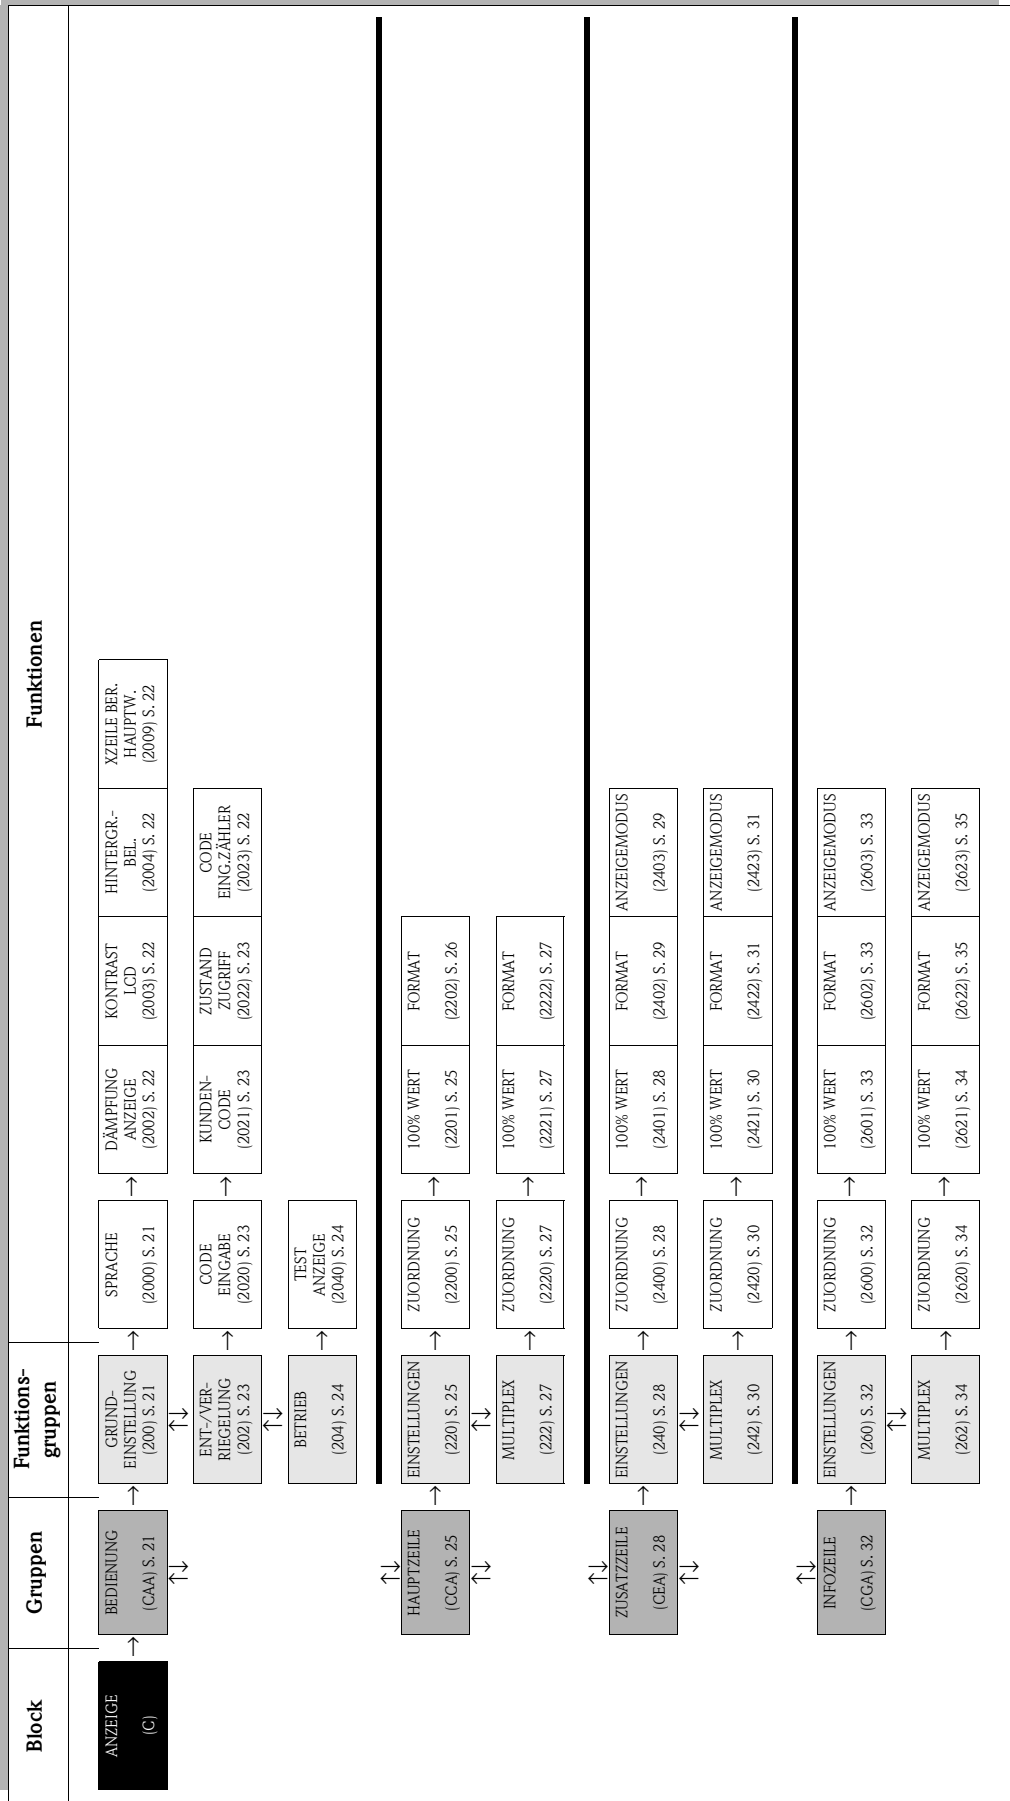 Block
Gruppen
Funktions-
gruppen
Funktionen
ANZEIGE
(C)
BEDIENUNG
(CAA) S. 21
GRUND-
EINSTELLUNG
(200) S. 21
SPRACHE
(2000) S. 21
DÄMPFUNG
ANZEIGE
(2002) S. 22
KONTRAST
LCD
(2003) S. 22
HINTERGR.-
BEL.
(2004) S. 22
XZEILE BER.
HAUPTW.
(2009) S. 22
ENT-/VER-
RIEGELUNG
(202) S. 23
CODE
EINGABE
(2020) S. 23
KUNDEN-
CODE
(2021) S. 23
ZUSTAND
ZUGRIFF
(2022) S. 23
CODE
EING.ZÄHLER
(2023) S. 22
BETRIEB
(204) S. 24
TEST
ANZEIGE
(2040) S. 24
HAUPTZEILE
(CCA) S. 25
EINSTELLUNGEN
(220) S. 25
ZUORDNUNG
(2200) S. 25
100% WERT
(2201) S. 25
FORMAT
(2202) S. 26
MULTIPLEX
(222) S. 27
ZUORDNUNG
(2220) S. 27
100% WERT
(2221) S. 27
FORMAT
(2222) S. 27
ZUSATZZEILE
(CEA) S. 28
EINSTELLUNGEN
(240) S. 28
ZUORDNUNG
(2400) S. 28
100% WERT
(2401) S. 28
FORMAT
(2402) S. 29
ANZEIGEMODUS
(2403) S. 29
MULTIPLEX
(242) S. 30
ZUORDNUNG
(2420) S. 30
100% WERT
(2421) S. 30
FORMAT
(2422) S. 31
ANZEIGEMODUS
(2423) S. 31
INFOZEILE
(CGA) S. 32
EINSTELLUNGEN
(260) S. 32
ZUORDNUNG
(2600) S. 32
100% WERT
(2601) S. 33
FORMAT
(2602) S. 33
ANZEIGEMODUS
(2603) S. 33
MULTIPLEX
(262) S. 34
ZUORDNUNG
(2620) S. 34
100% WERT
(2621) S. 34
FORMAT
(2622) S. 35
ANZEIGEMODUS
(2623) S. 35